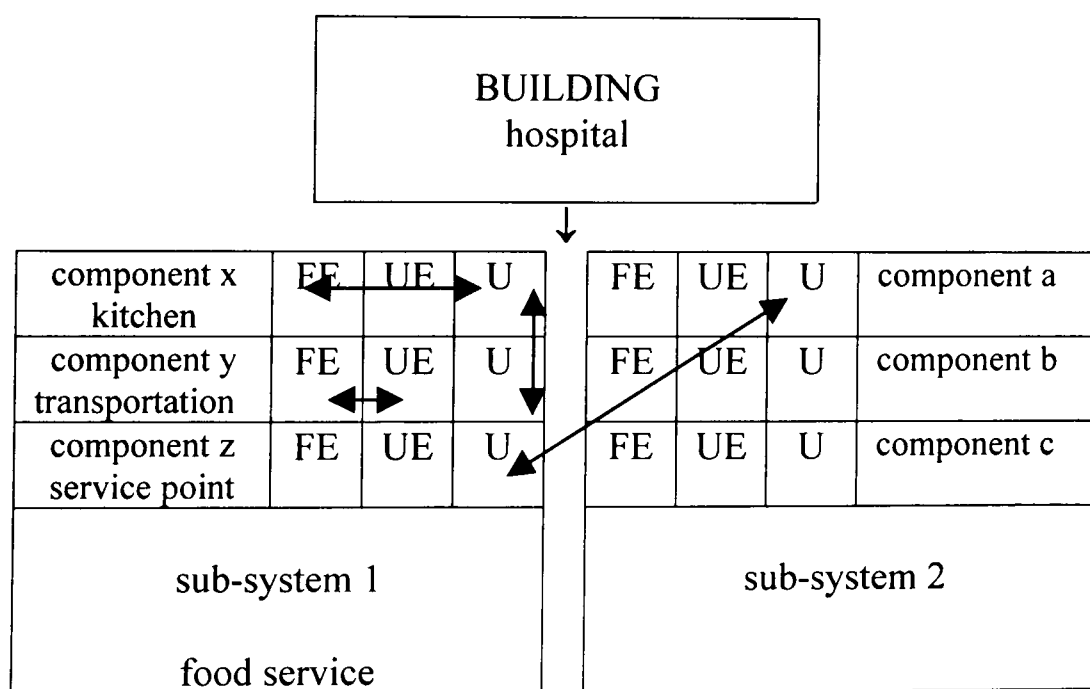 BUILDING
hospital
component x FE UE U FE UE U component a
kitchen
component y FE UE U FE UE U component b
transportation
component z FE UE U FE UE U component c
service point
sub-system 1 sub-system 2
food service